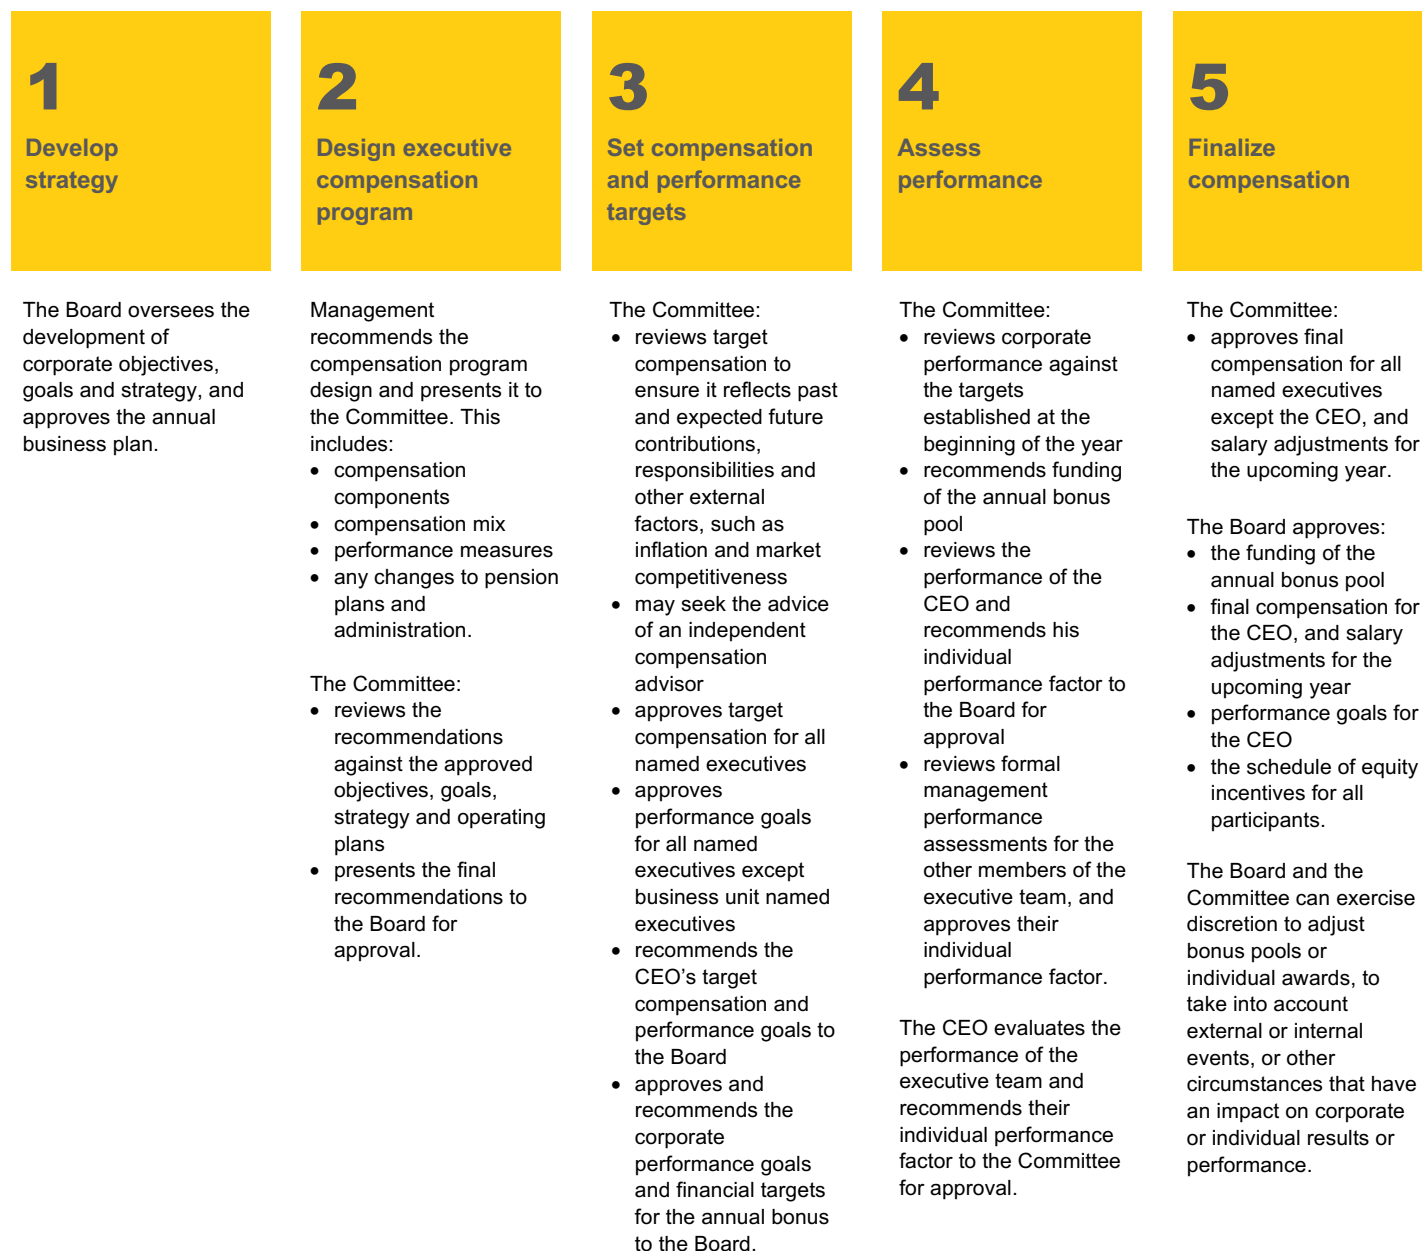 1
Develop
strategy
The Board oversees the
development of
corporate objectives,
goals and strategy, and
approves the annual
business plan.
2
Design executive
compensation
program
Management
recommends the
compensation program
design and presents it to
the Committee. This
includes:
• compensation
components
• compensation mix
• performance measures
• any changes to pension
plans and
administration.
The Committee:
• reviews the
recommendations
against the approved
objectives, goals,
strategy and operating
plans
• presents the final
recommendations to
the Board for
approval.
3
Set compensation
and performance
targets
The Committee:
• reviews target
compensation to
ensure it reflects past
and expected future
contributions,
responsibilities and
other external
factors, such as
inflation and market
competitiveness
• may seek the advice
of an independent
compensation
advisor
• approves target
compensation for all
named executives
• approves
performance goals
for all named
executives except
business unit named
executives
• recommends the
CEO’s target
compensation and
performance goals to
the Board
• approves and
recommends the
corporate
performance goals
and financial targets
for the annual bonus
to the Board.
4
Assess
performance
The Committee:
• reviews corporate
performance against
the targets
established at the
beginning of the year
• recommends funding
of the annual bonus
pool
• reviews the
performance of the
CEO and
recommends his
individual
performance factor to
the Board for
approval
• reviews formal
management
performance
assessments for the
other members of the
executive team, and
approves their
individual
performance factor.
The CEO evaluates the
performance of the
executive team and
recommends their
individual performance
factor to the Committee
for approval.
5
Finalize
compensation
The Committee:
• approves final
compensation for all
named executives
except the CEO, and
salary adjustments for
the upcoming year.
The Board approves:
• the funding of the
annual bonus pool
• final compensation for
the CEO, and salary
adjustments for the
upcoming year
• performance goals for
the CEO
• the schedule of equity
incentives for all
participants.
The Board and the
Committee can exercise
discretion to adjust
bonus pools or
individual awards, to
take into account
external or internal
events, or other
circumstances that have
an impact on corporate
or individual results or
performance.